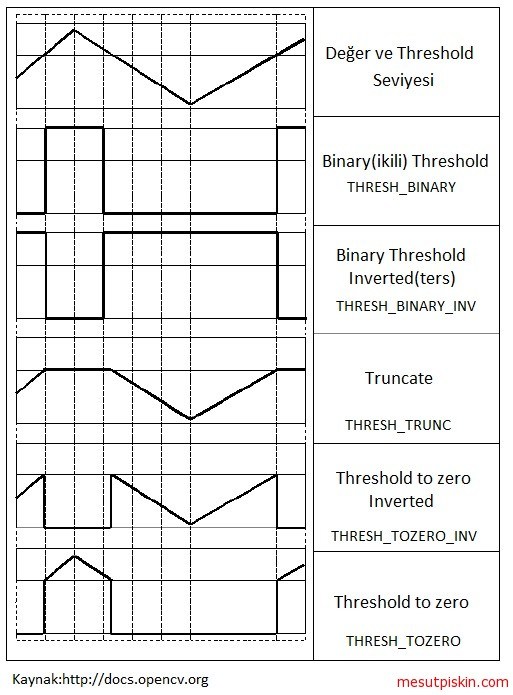 Değer ve Threshold
Seviyesi
Binary(ikili) Threshold
THRESH_BINARY
Binary Threshold
Inverted(ters)
THRESH_BINARY_INV
Truncate
THRESH_TRUNC
Threshold to zero
Inverted
THRESH_TOZERO_INV
Threshold to zero
THRESH_TOZERO
Kaynak:http://docs.opencv.org
mesutpiskin.com